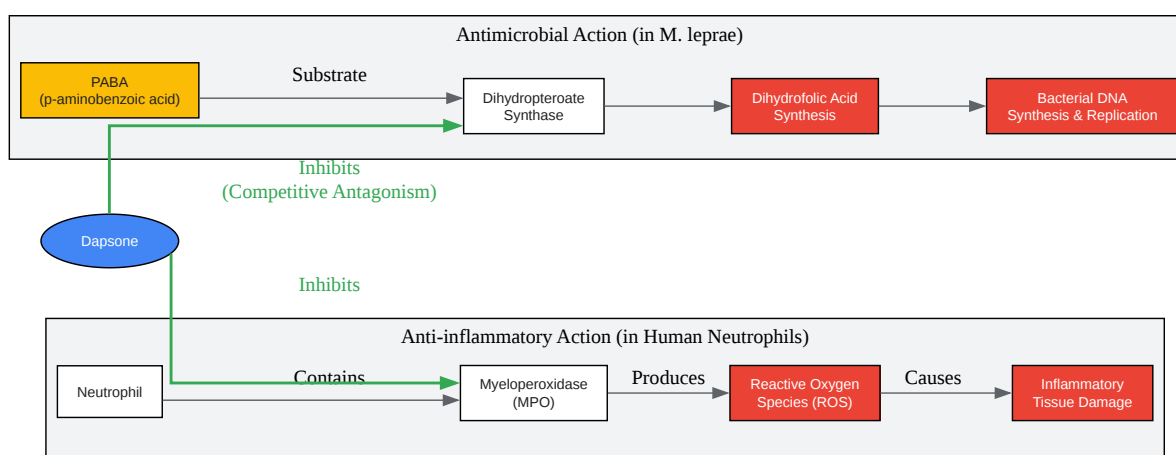 Antimicrobial Action (in M. leprae)
PABA
(p-aminobenzoic acid)
Substrate
Dihydropteroate
Synthase
Dihydrofolic Acid
Synthesis
Bacterial DNA
Synthesis & Replication
Inhibits
(Competitive Antagonism)
Dapsone
Inhibits
Anti-inflammatory Action (in Human Neutrophils)
Neutrophil
Contains
Myeloperoxidase
(MPO)
Produces
Reactive Oxygen
Species (ROS)
Causes
Inflammatory
Tissue Damage